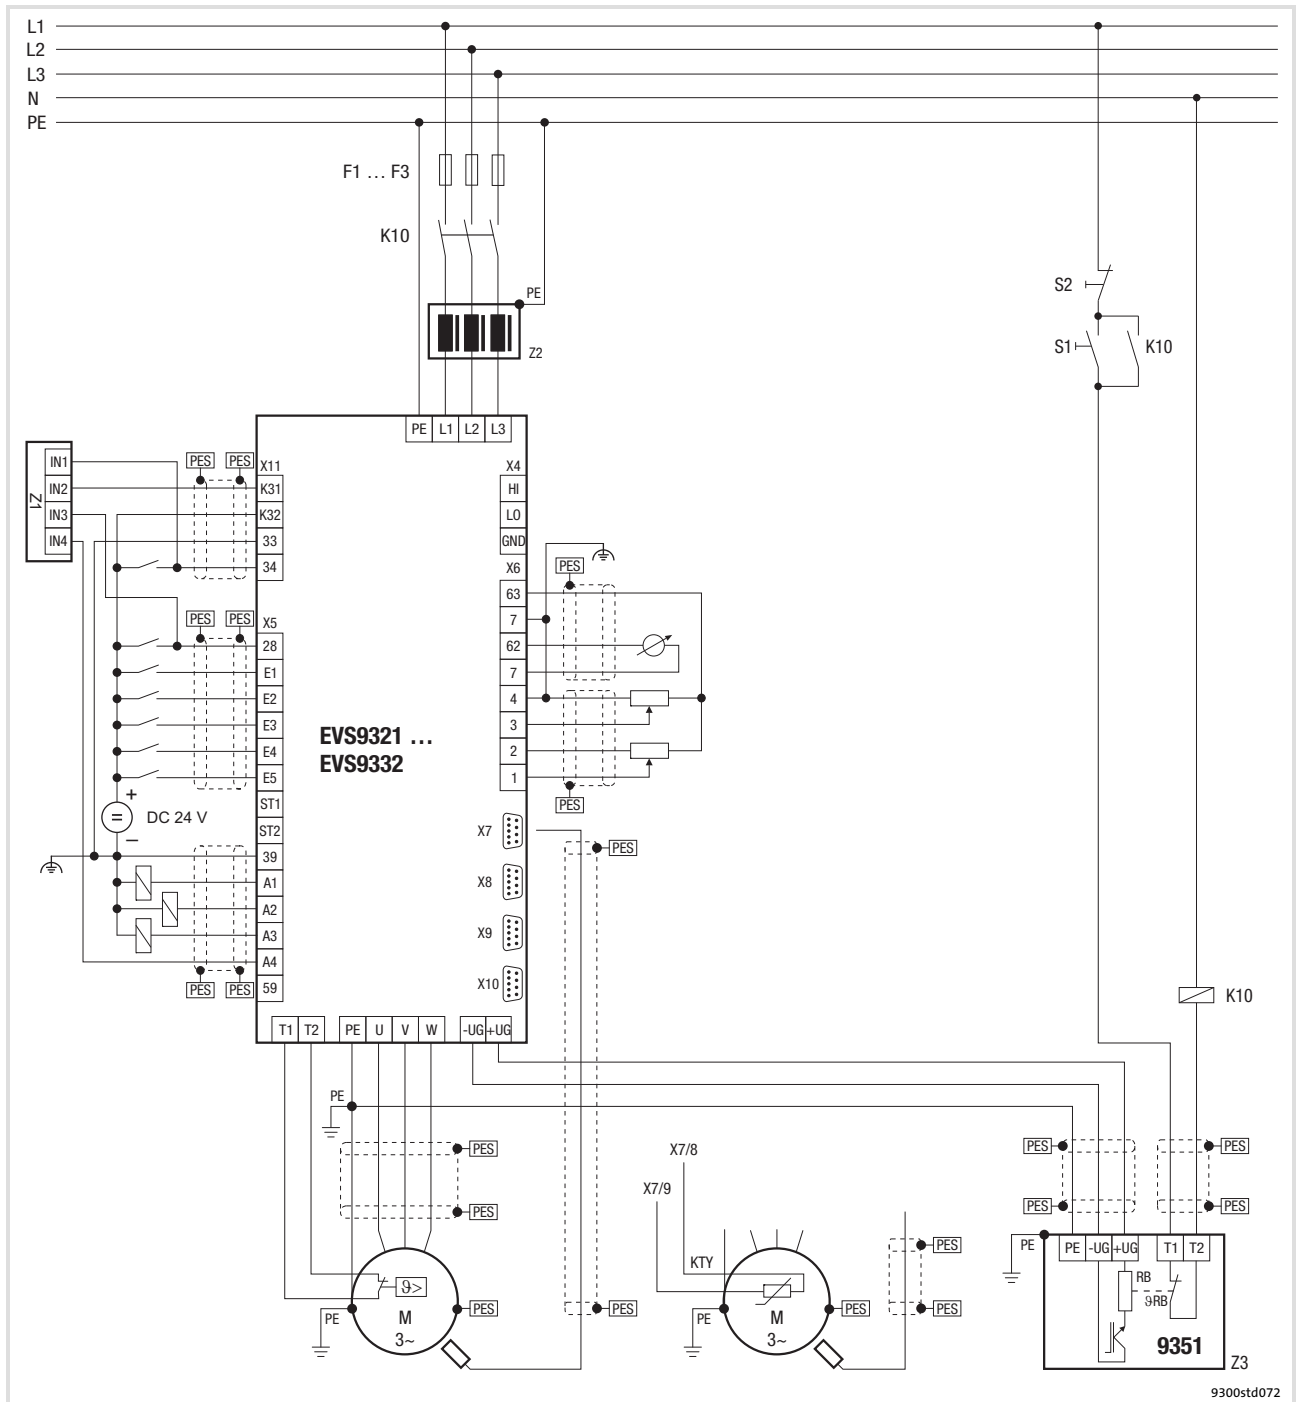 L1
L2
L3
N
PE
F1 … F3
K10
PE
Z2
S2
S1
K10
PE L1 L2 L3
Z1
IN1
IN2
IN3
IN4
PES PES
X11
K31
K32
33
34
PES PES
X5
28
E1
E2
E3
E4
E5
ST1
ST2
39
A1
A2
A3
A4
59
PES PES
+
=
DC 24 V
–
EVS9321 …
EVS9332
X4
HI
LO
GND
X6
63
7
62
7
4
3
2
1
PES
PES
X7
X8
X9
X10
PES
K10
T1 T2 PE U V W -UG +UG
PE
PES
PES
ϑ>
M
3~
PE
PES
PES
X7/8
X7/9
KTY
M
3~
PE
PES
PES
PES
PES
PES
PES
PES
PE
PE -UG +UG T1 T2
RB
ϑRB
9351
Z3
9300std072